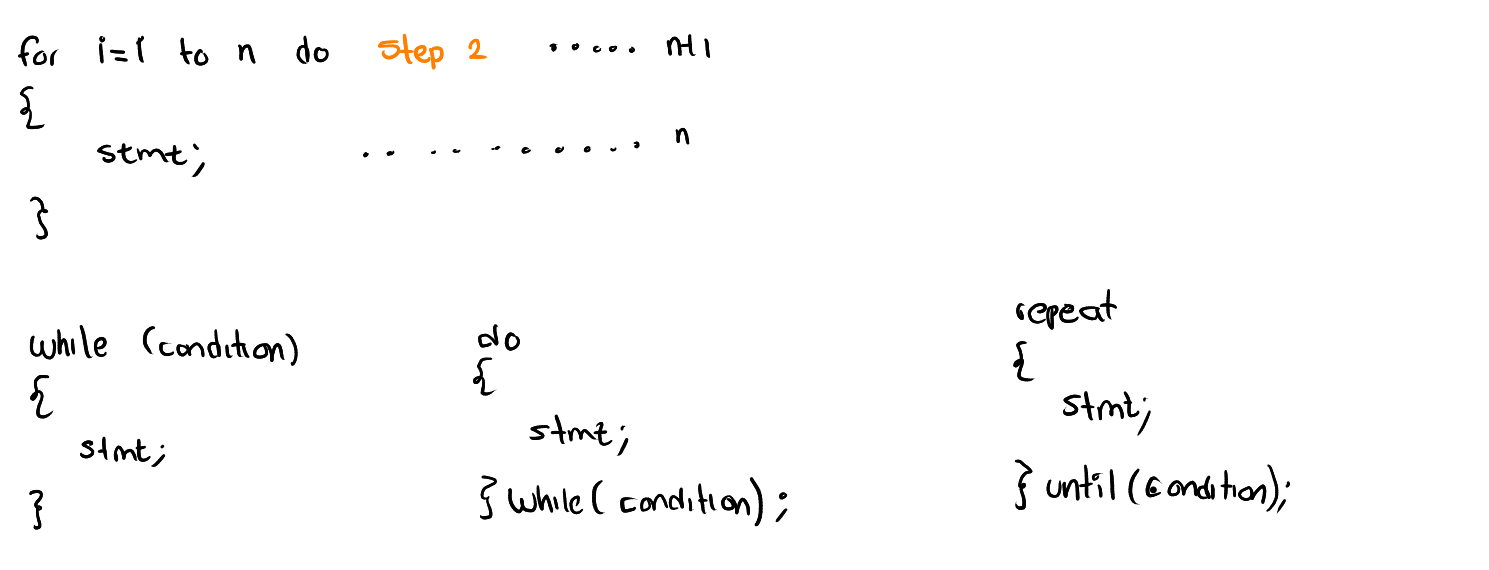 for i=1 to n do step 2 ..... n+1
{
stmt; .......... n
}
while (condition)
{
stmt;
}
do
{
stmt;
} while( condition);
repeat
{
stmt;
} until (condition);